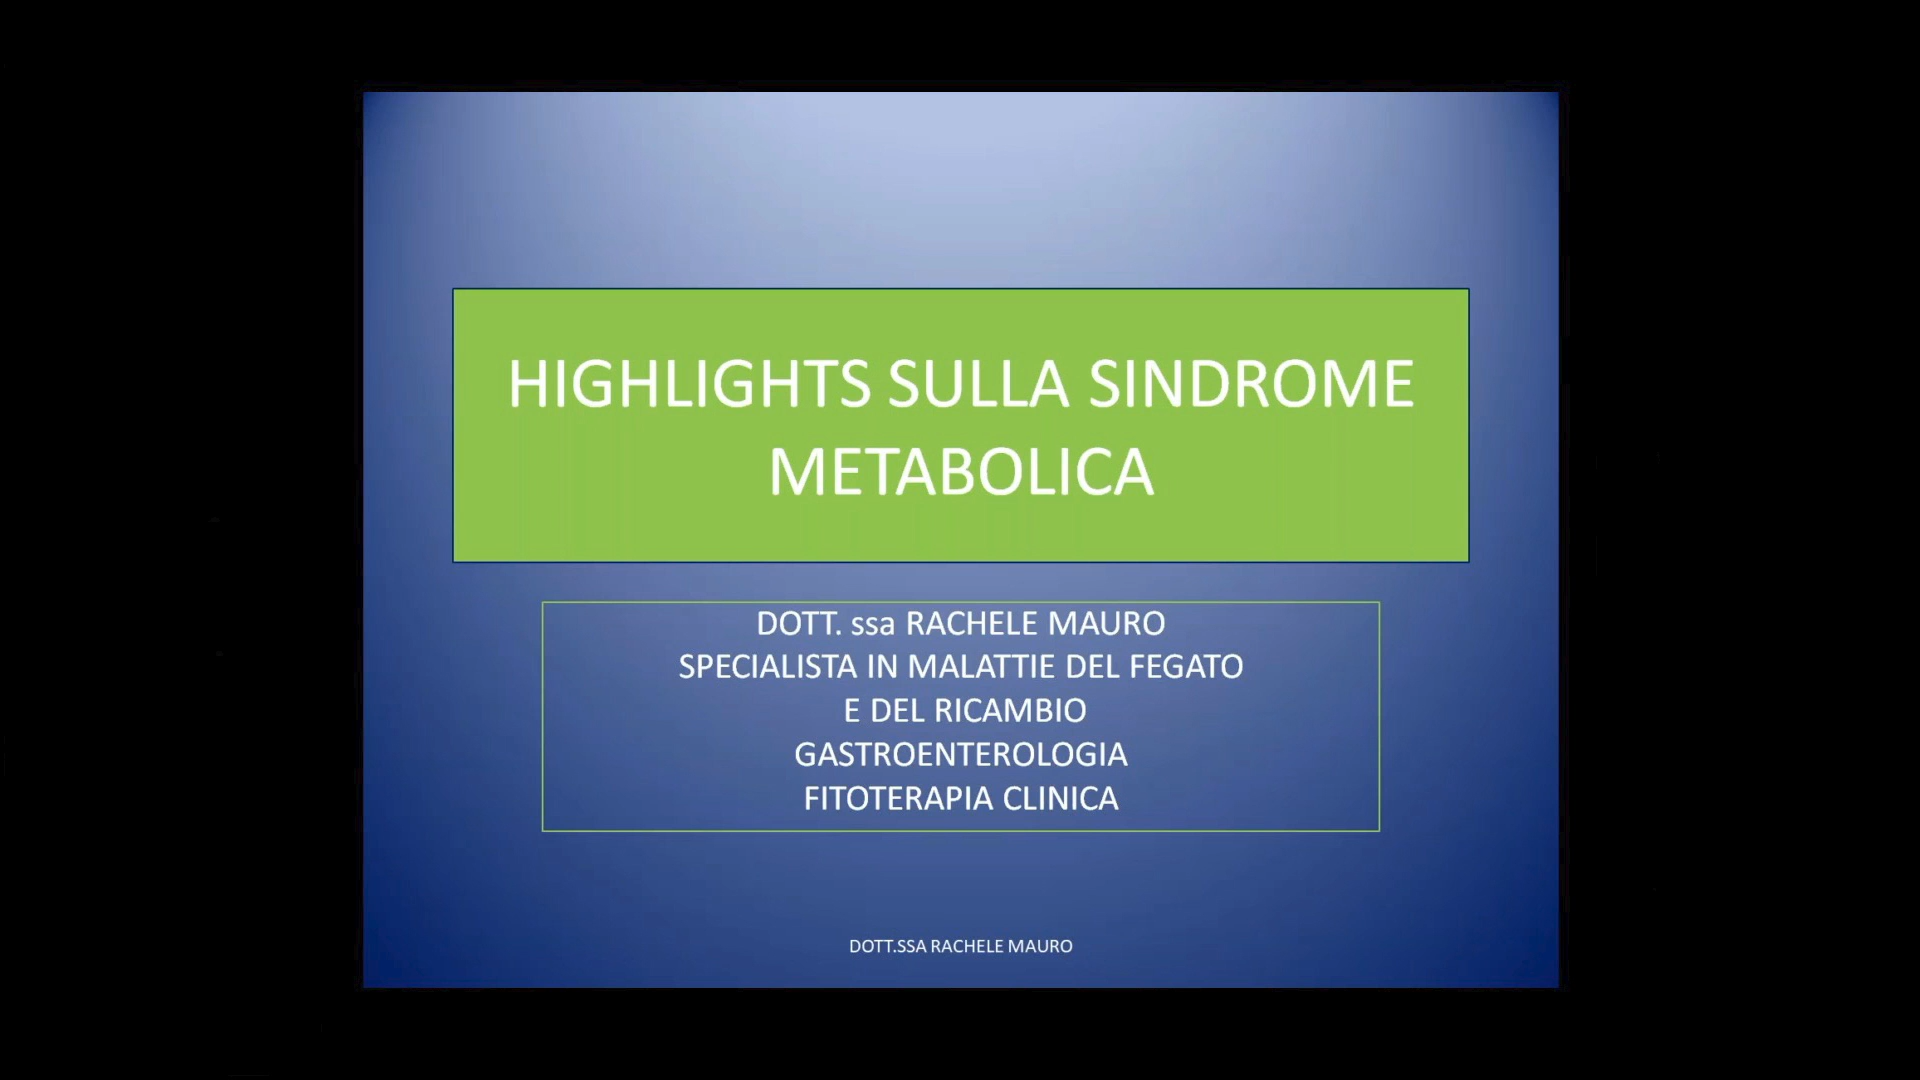 HIGHLIGHTS SULLA SINDROME
METABOLICA
DOTT. ssa RACHELE MAURO
SPECIALISTA IN MALATTIE DEL FEGATO
E DEL RICAMBIO
GASTROENTEROLOGIA
FITOTERAPIA CLINICA
DOTT.SSA RACHELE MAURO